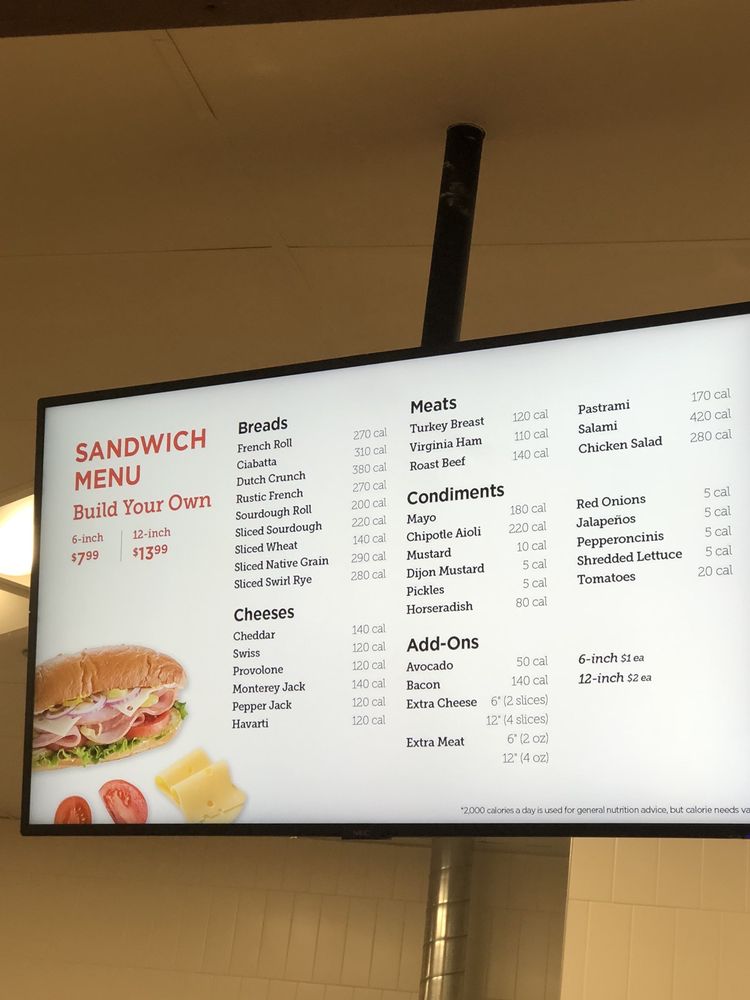 SANDWICH
MENU
Build Your Own
6-inch
$7.99
12-inch
$13.99
Breads
French Roll 270 cal
Ciabatta 310 cal
Dutch Crunch 380 cal
Rustic French 270 cal
Sourdough Roll 200 cal
Sliced Sourdough 220 cal
Sliced Wheat 140 cal
Sliced Native Grain 290 cal
Sliced Swirl Rye 280 cal
Cheeses
Cheddar 140 cal
Swiss 120 cal
Provolone 120 cal
Monterey Jack 140 cal
Pepper Jack 120 cal
Havarti 120 cal
Meats
Turkey Breast 120 cal
Virginia Ham 110 cal
Roast Beef 140 cal
Pastrami 170 cal
Salami 420 cal
Chicken Salad 280 cal
Condiments
Mayo 180 cal
Chipotle Aioli 220 cal
Mustard 10 cal
Dijon Mustard 5 cal
Pickles 5 cal
Horseradish 80 cal
Red Onions 5 cal
Jalapeños 5 cal
Pepperoncinis 5 cal
Shredded Lettuce 5 cal
Tomatoes 20 cal
Add-Ons
Avocado 50 cal
Bacon 140 cal
Extra Cheese 6" (2 slices)
12" (4 slices)
Extra Meat 6" (2 oz)
12" (4 oz)
6-inch $1 ea
12-inch $2 ea
*2,000 calories a day is used for general nutrition advice, but calorie needs va
NEC